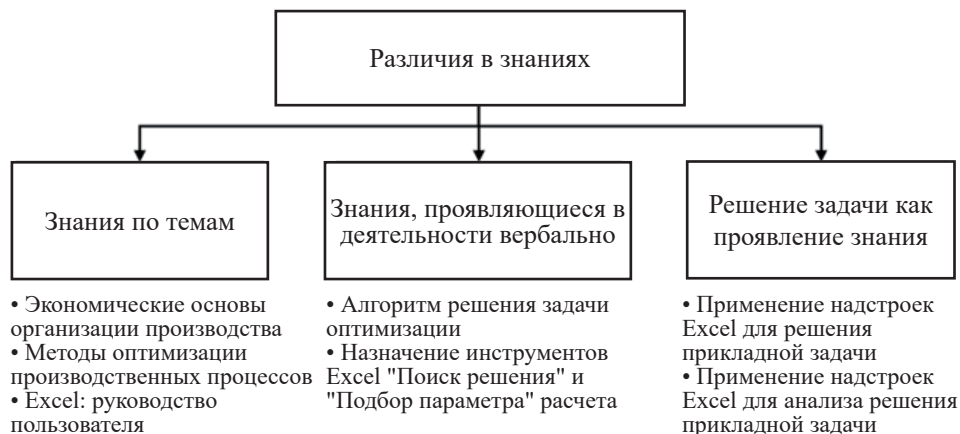 Различия в знаниях
Знания по темам
• Экономические основы
организации производства
• Методы оптимизации
производственных процессов
• Excel: руководство
пользователя
Знания, проявляющиеся в
деятельности вербально
• Алгоритм решения задачи
оптимизации
• Назначение инструментов
Excel "Поиск решения" и
"Подбор параметра" расчета
Решение задачи как
проявление знания
• Применение надстроек
Excel для решения
прикладной задачи
• Применение надстроек
Excel для анализа решения
прикладной задачи